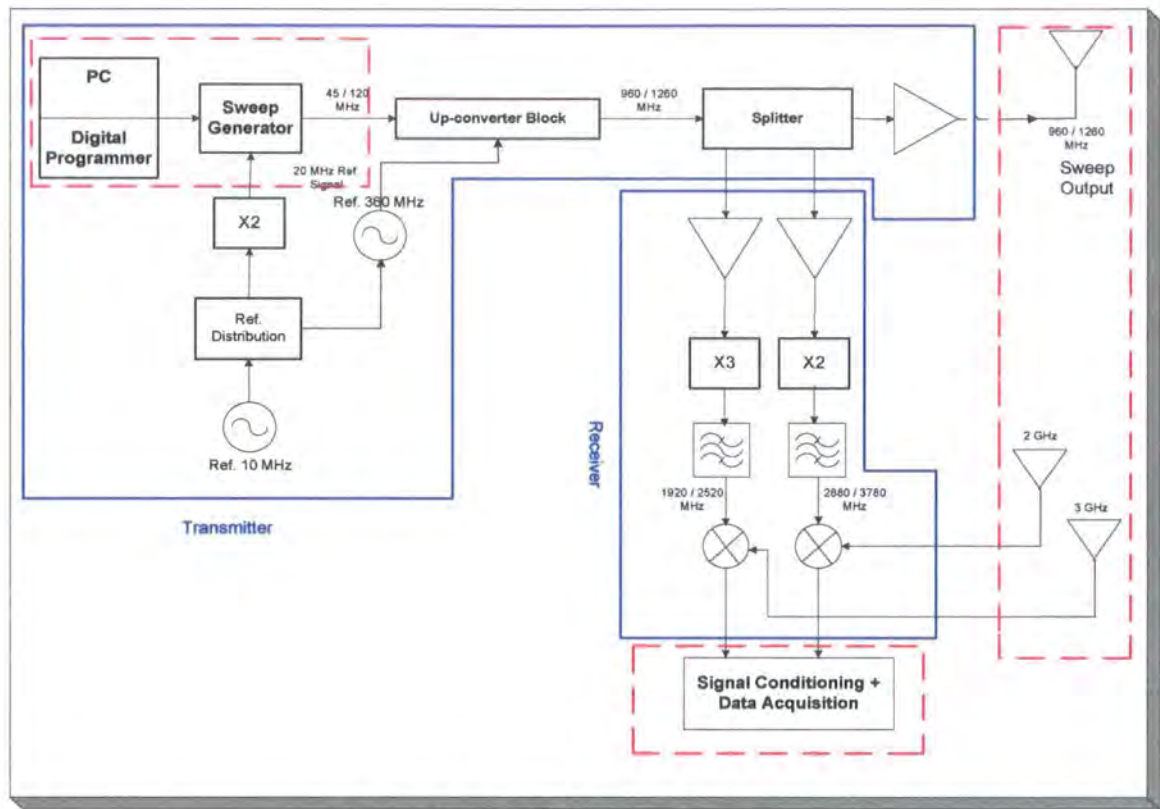 PC
Digital
Programmer
Sweep
Generator
45 / 120
MHz
Up-converter Block
960 / 1260
MHz
Splitter
960 / 1260
MHz
Sweep
Output
20 MHz Ref
Signal
Ref. 360 MHz
X2
Ref.
Distribution
Ref. 10 MHz
Transmitter
Receiver
X3
X2
1920 / 2520
MHz
2880 / 3780
MHz
2 GHz
3 GHz
Signal Conditioning +
Data Acquisition